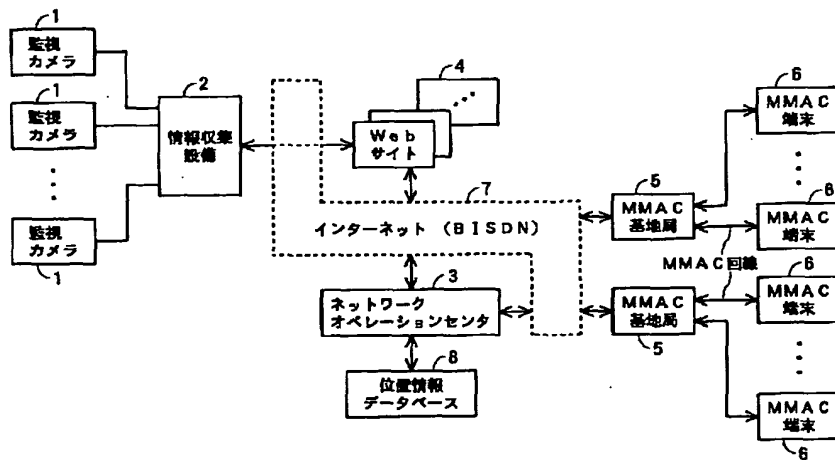 1
監視
カメラ
1
監視
カメラ
1
監視
カメラ
2
情報収集
設備
4
Web
サイト
7
インターネット (BISDN)
3
ネットワーク
オペレーションセンタ
8
位置情報
データベース
5
MMAC
基地局
5
MMAC
基地局
MMAC回線
6
MMAC
端末
6
MMAC
端末
6
MMAC
端末
6
MMAC
端末